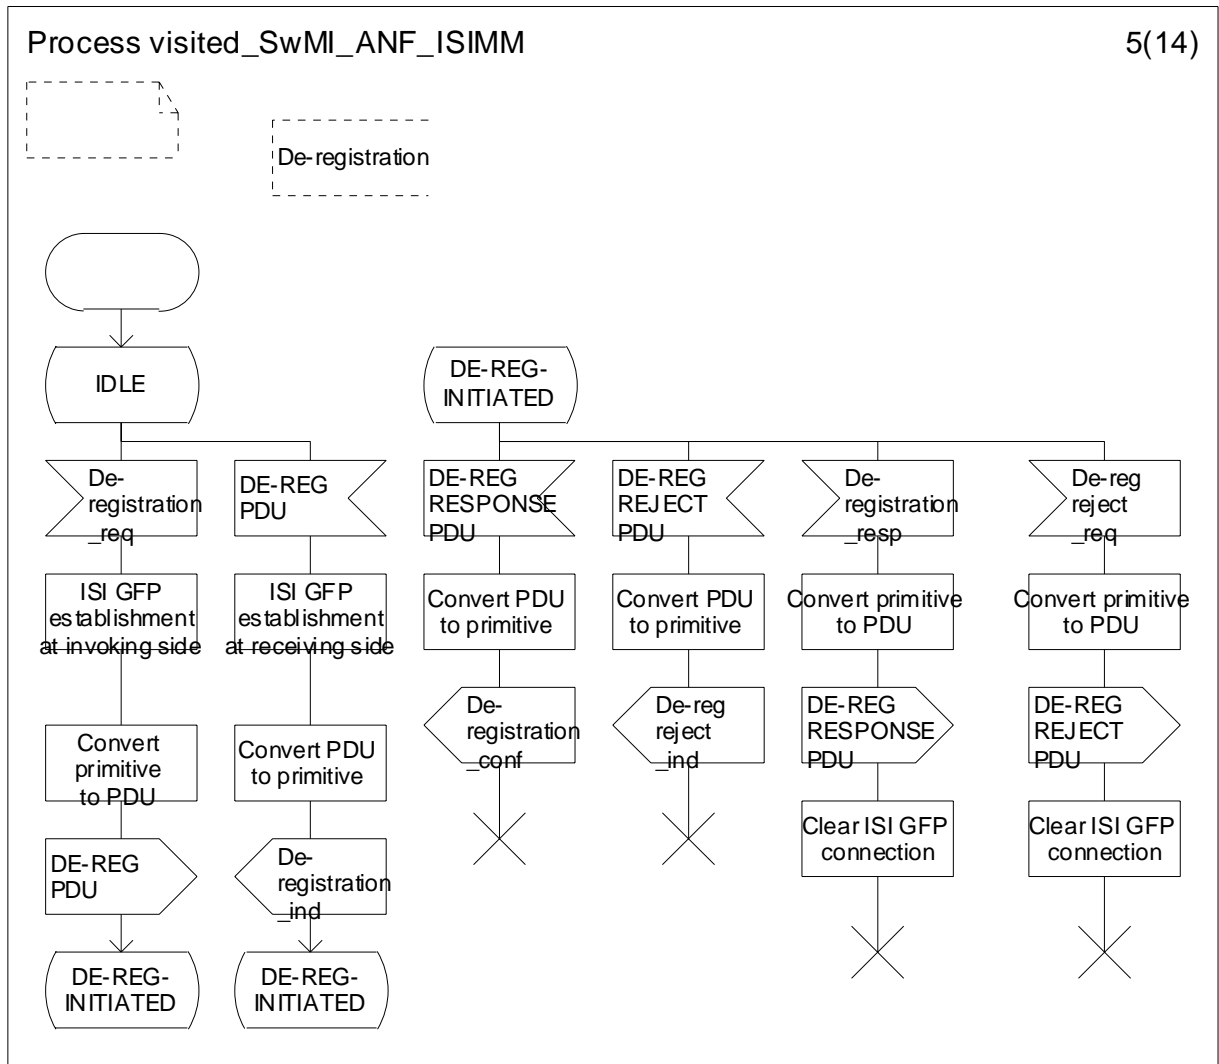 Process visited_SwMI_ANF_ISIMM
5(14)
De-registration
IDLE
De-
registration
_req
ISI GFP
establishment
at invoking side
Convert
primitive
to PDU
DE-REG
PDU
DE-REG-
INITIATED
DE-REG
PDU
ISI GFP
establishment
at receiving side
Convert PDU
to primitive
De-
registration
_ind
DE-REG-
INITIATED
DE-REG-
INITIATED
DE-REG
RESPONSE
PDU
Convert PDU
to primitive
De-
registration
_conf
DE-REG
REJECT
PDU
Convert PDU
to primitive
De-reg
reject
_ind
De-
registration
_resp
Convert primitive
to PDU
DE-REG
RESPONSE
PDU
Clear ISI GFP
connection
De-reg
reject
_req
Convert primitive
to PDU
DE-REG
REJECT
PDU
Clear ISI GFP
connection